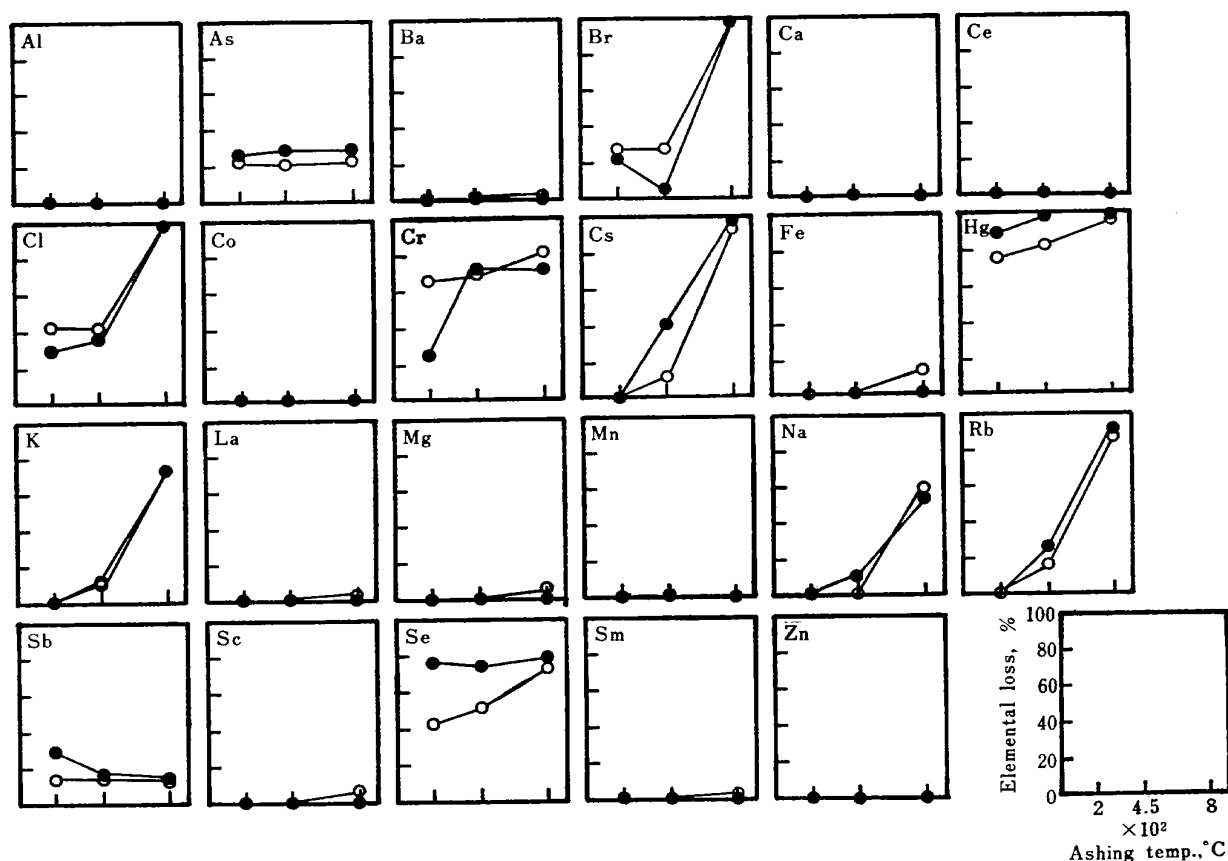 Al As Ba Br Ca Ce
Cl Co Cr Cs Fe Hg
K La Mg Mn Na Rb
Sb Sc Se Sm Zn
Elemental loss, %
100
80
60
40
20
0
2 4.5 8
×10²
Ashing temp.,°C